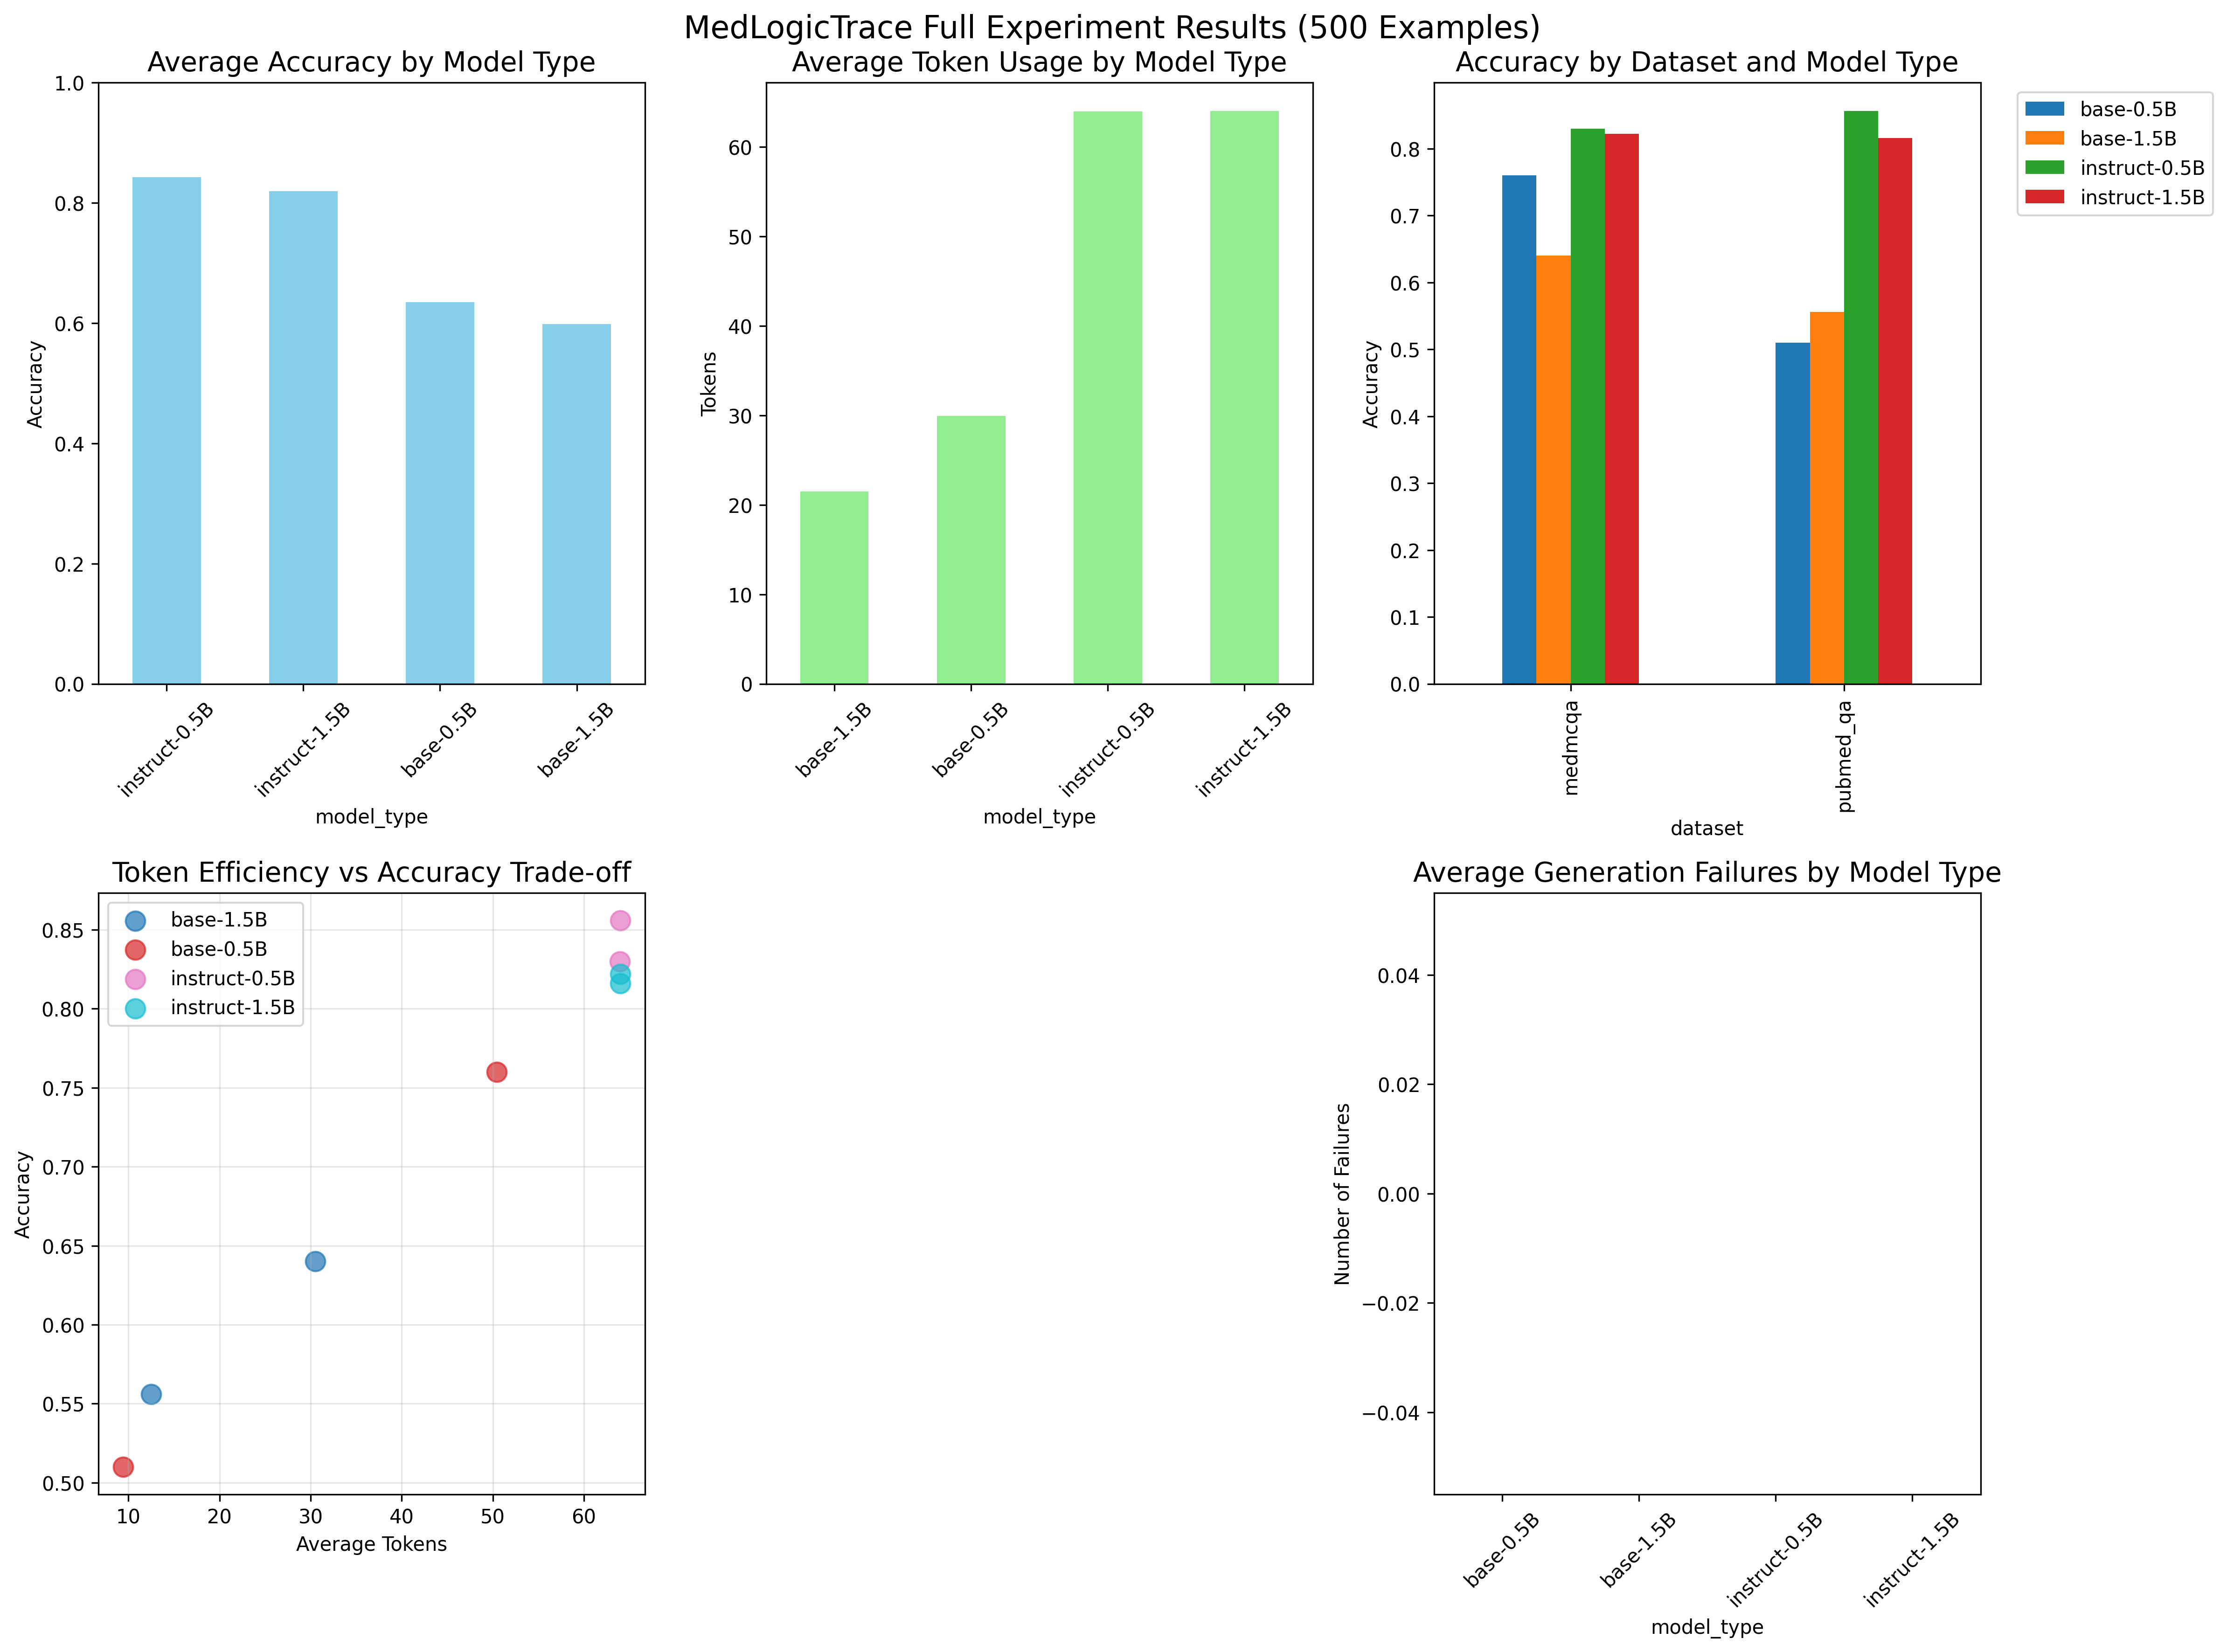 MedLogicTrace Full Experiment Results (500 Examples)
Average Accuracy by Model Type
1.0
0.8
0.6
0.4
0.2
0.0
Accuracy
instruct-0.5B
instruct-1.5B
base-0.5B
base-1.5B
model_type
Average Token Usage by Model Type
60
50
40
30
20
10
0
Tokens
base-1.5B
base-0.5B
instruct-0.5B
instruct-1.5B
model_type
Accuracy by Dataset and Model Type
0.8
0.7
0.6
0.5
0.4
0.3
0.2
0.1
0.0
Accuracy
medmcqa
pubmed_qa
dataset
base-0.5B
base-1.5B
instruct-0.5B
instruct-1.5B
Token Efficiency vs Accuracy Trade-off
base-1.5B
base-0.5B
instruct-0.5B
instruct-1.5B
0.85
0.80
0.75
0.70
0.65
0.60
0.55
0.50
Accuracy
10
20
30
40
50
60
Average Tokens
Average Generation Failures by Model Type
0.04
0.02
0.00
−0.02
−0.04
Number of Failures
base-0.5B
base-1.5B
instruct-0.5B
instruct-1.5B
model_type